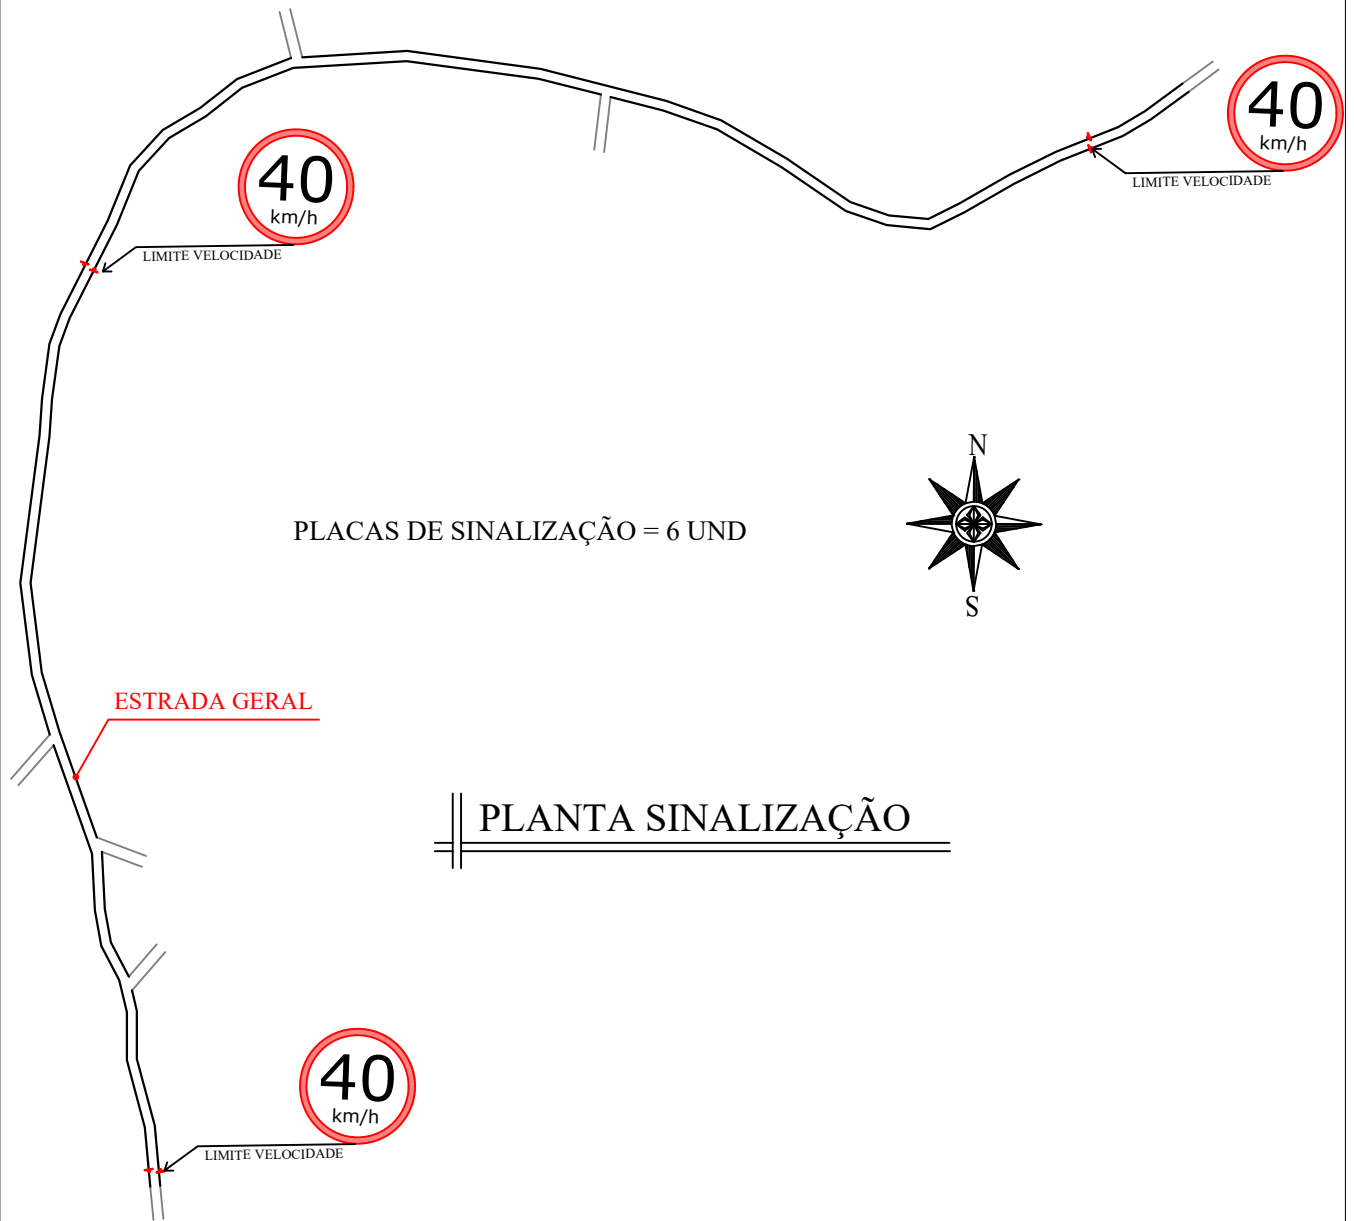 40
km/h
LIMITE VELOCIDADE
40
km/h
LIMITE VELOCIDADE
N
PLACAS DE SINALIZAÇÃO = 6 UND
S
ESTRADA GERAL
PLANTA SINALIZAÇÃO
40
km/h
LIMITE VELOCIDADE